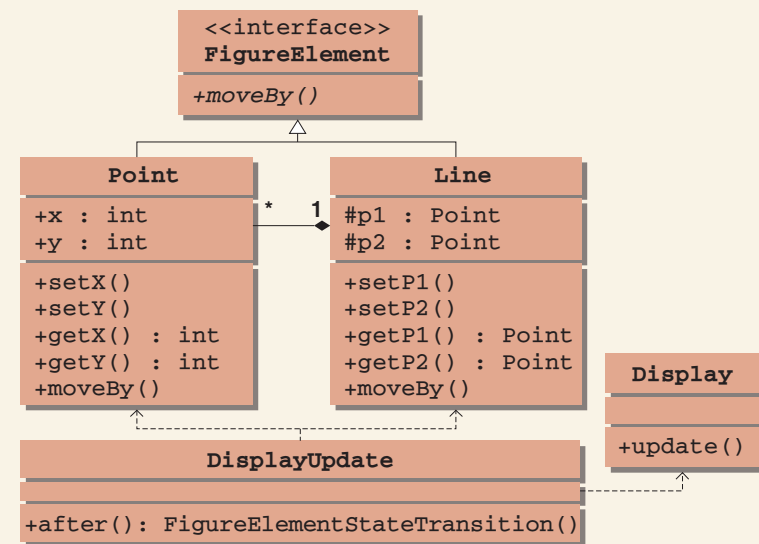 <<interface>>
FigureElement
+moveBy()
Point
+x : int
+y : int
+setX()
+setY()
+getX() : int
+getY() : int
+moveBy()
* 1
Line
#p1 : Point
#p2 : Point
+setP1()
+setP2()
+getP1() : Point
+getP2() : Point
+moveBy()
Display
+update()
DisplayUpdate
+after(): FigureElementStateTransition()